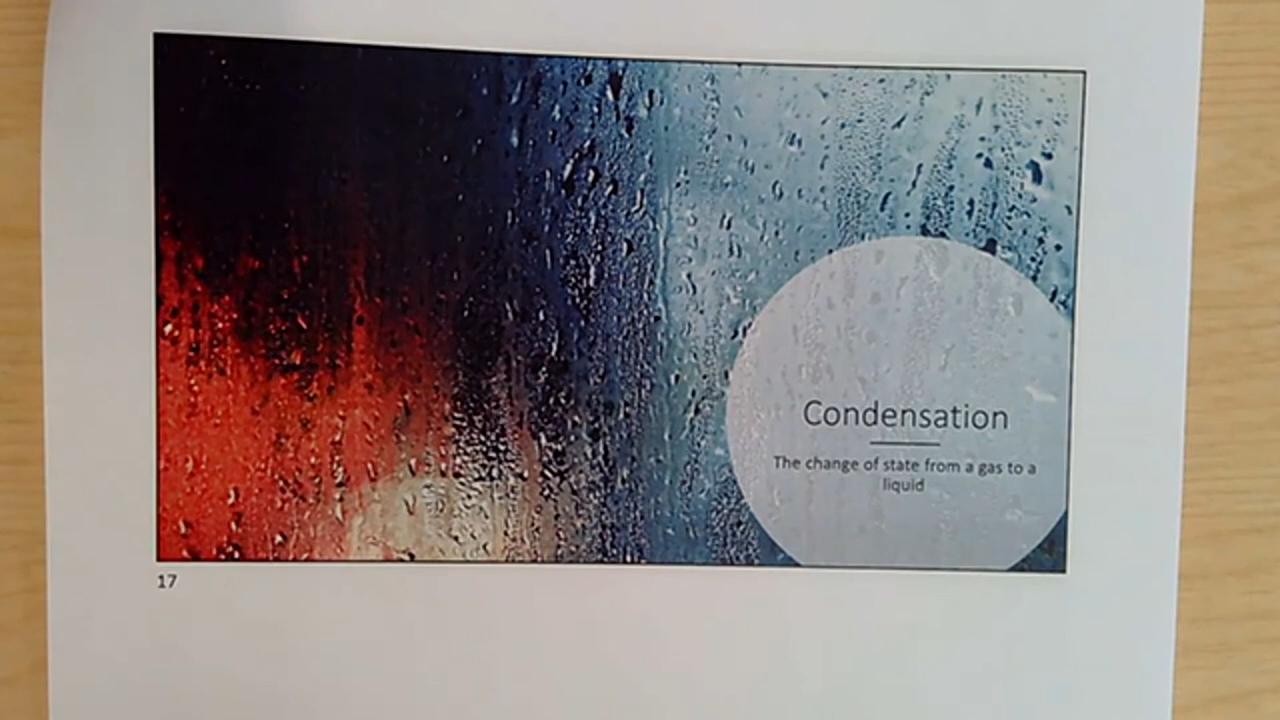 Condensation
The change of state from a gas to a
liquid
17